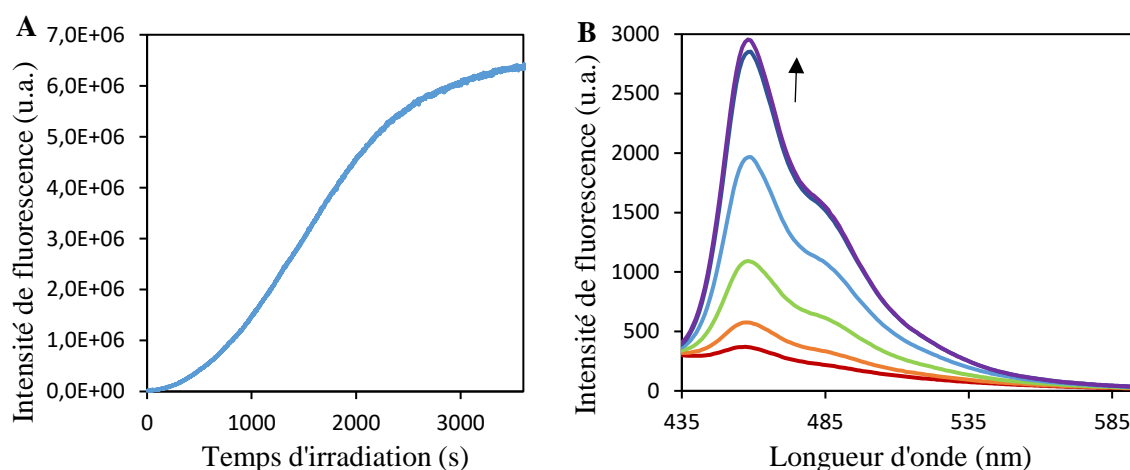 A
7,0E+06
6,0E+06
5,0E+06
4,0E+06
3,0E+06
2,0E+06
1,0E+06
0,0E+00
0 1000 2000 3000
Temps d'irradiation (s)
Intensité de fluorescence (u.a.)
B
3000
2500
2000
1500
1000
500
0
435 485 535 585
Longueur d'onde (nm)
Intensité de fluorescence (u.a.)